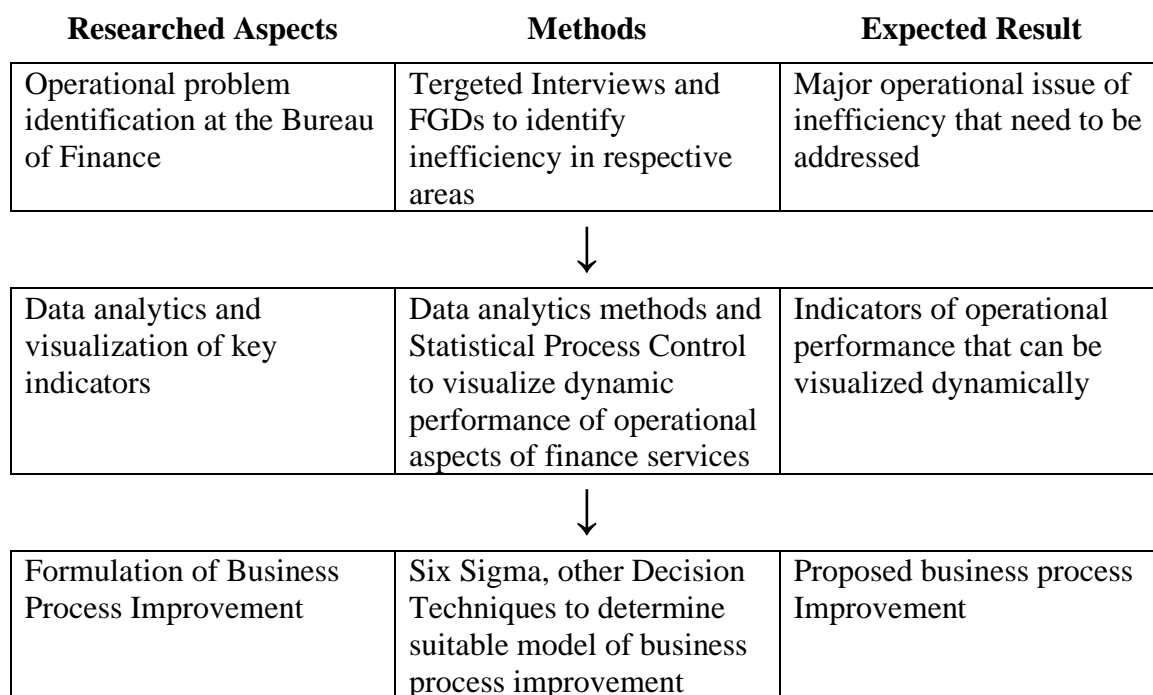 Researched Aspects
Methods
Expected Result
Operational problem
identification at the Bureau
of Finance
Tergeted Interviews and
FGDs to identify
inefficiency in respective
areas
Major operational issue of
inefficiency that need to be
addressed
↓
Data analytics and
visualization of key
indicators
Data analytics methods and
Statistical Process Control
to visualize dynamic
performance of operational
aspects of finance services
Indicators of operational
performance that can be
visualized dynamically
↓
Formulation of Business
Process Improvement
Six Sigma, other Decision
Techniques to determine
suitable model of business
process improvement
Proposed business process
Improvement